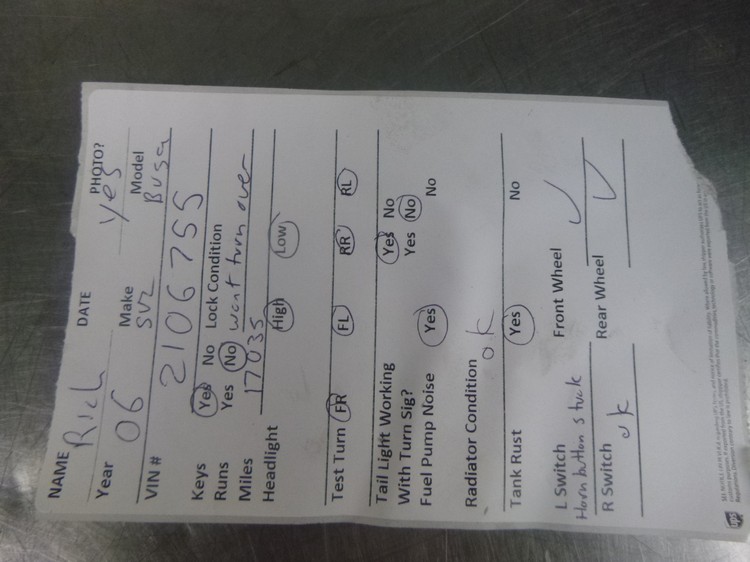 NAME Rich DATE PHOTO? Yes
Year 06 Make SUZ Model Busa
VIN # 2106755
Keys Yes No Lock Condition
Runs Yes No wont turn over
Miles 17035
Headlight High Low
Test Turn FR FL RR RL
Tail Light Working Yes No
With Turn Sig? Yes No
Fuel Pump Noise Yes No
Radiator Condition ok
Tank Rust Yes No
L Switch Front Wheel ✓
Horn button stuck
R Switch ok Rear Wheel ✓